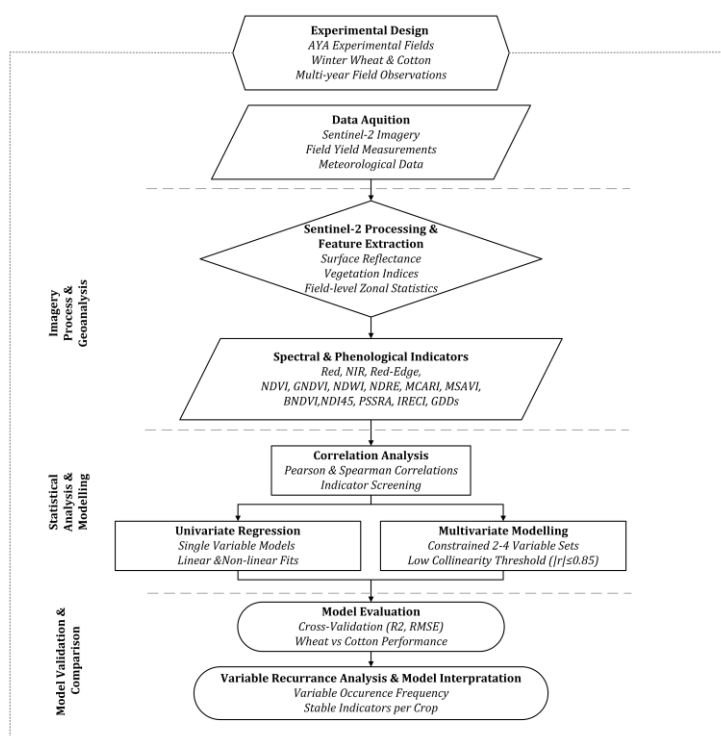 Experimental Design
AYA Experimental Fields
Winter Wheat & Cotton
Multi-year Field Observations
Data Aqution
Sentinel-2 Imagery
Field Yield Measurements
Meteorological Data
Imagery
Process &
Geoanalysis
Sentinel-2 Processing &
Feature Extraction
Surface Reflectance
Vegetation Indices
Field-level Zonal Statistics
Spectral & Phenological Indicators
Red, NIR, Red-Edge,
NDVI, GNDVI, NDWI, NDRE, MCARI, MSAVI,
BNDVI,NDI45, PSSRA, IRECI, GDDs
Statistical
Analysis &
Modelling
Correlation Analysis
Pearson & Spearman Correlations
Indicator Screening
Univariate Regression
Single Variable Models
Linear &Non-linear Fits
Multivariate Modelling
Constrained 2-4 Variable Sets
Low Collinearity Threshold (|r|≤0.85)
Model Validation &
Comparison
Model Evaluation
Cross-Validation (R2, RMSE)
Wheat vs Cotton Performance
Variable Recurrance Analysis & Model Interpratation
Variable Occurence Frequency
Stable Indicators per Crop